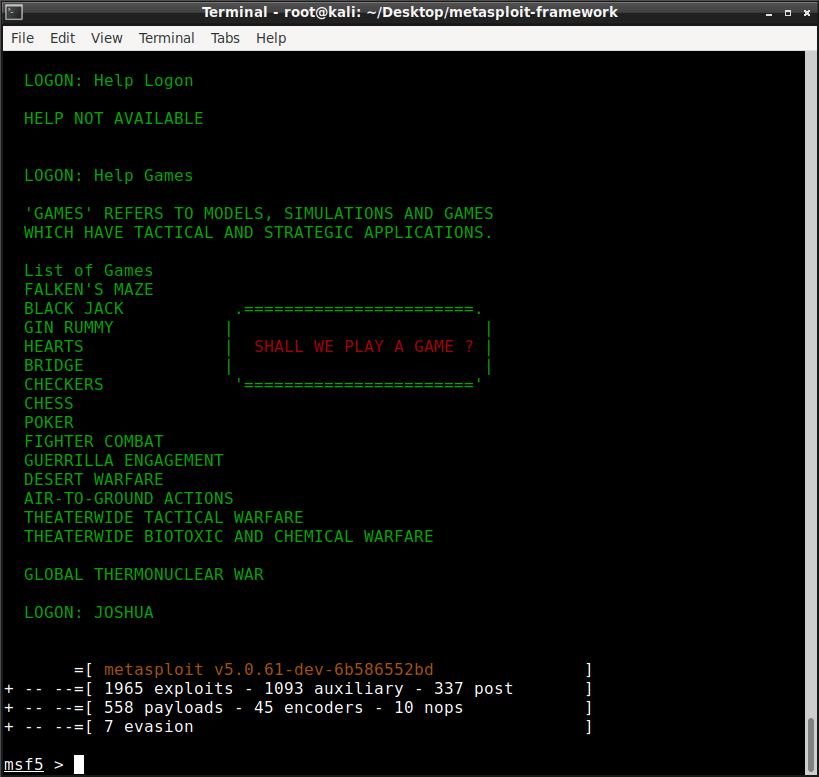 Terminal - root@kali: ~/Desktop/metasploit-framework
File Edit View Terminal Tabs Help
LOGON: Help Logon
HELP NOT AVAILABLE
LOGON: Help Games
'GAMES' REFERS TO MODELS, SIMULATIONS AND GAMES
WHICH HAVE TACTICAL AND STRATEGIC APPLICATIONS.
List of Games
FALKEN'S MAZE
BLACK JACK            .=======================.
GIN RUMMY            |                         |
HEARTS               |  SHALL WE PLAY A GAME ? |
BRIDGE               |                         |
CHECKERS              '======================='
CHESS
POKER
FIGHTER COMBAT
GUERRILLA ENGAGEMENT
DESERT WARFARE
AIR-TO-GROUND ACTIONS
THEATERWIDE TACTICAL WARFARE
THEATERWIDE BIOTOXIC AND CHEMICAL WARFARE
GLOBAL THERMONUCLEAR WAR
LOGON: JOSHUA
       =[ metasploit v5.0.61-dev-6b586552bd               ]
+ -- --=[ 1965 exploits - 1093 auxiliary - 337 post       ]
+ -- --=[ 558 payloads - 45 encoders - 10 nops            ]
+ -- --=[ 7 evasion                                       ]
msf5 >